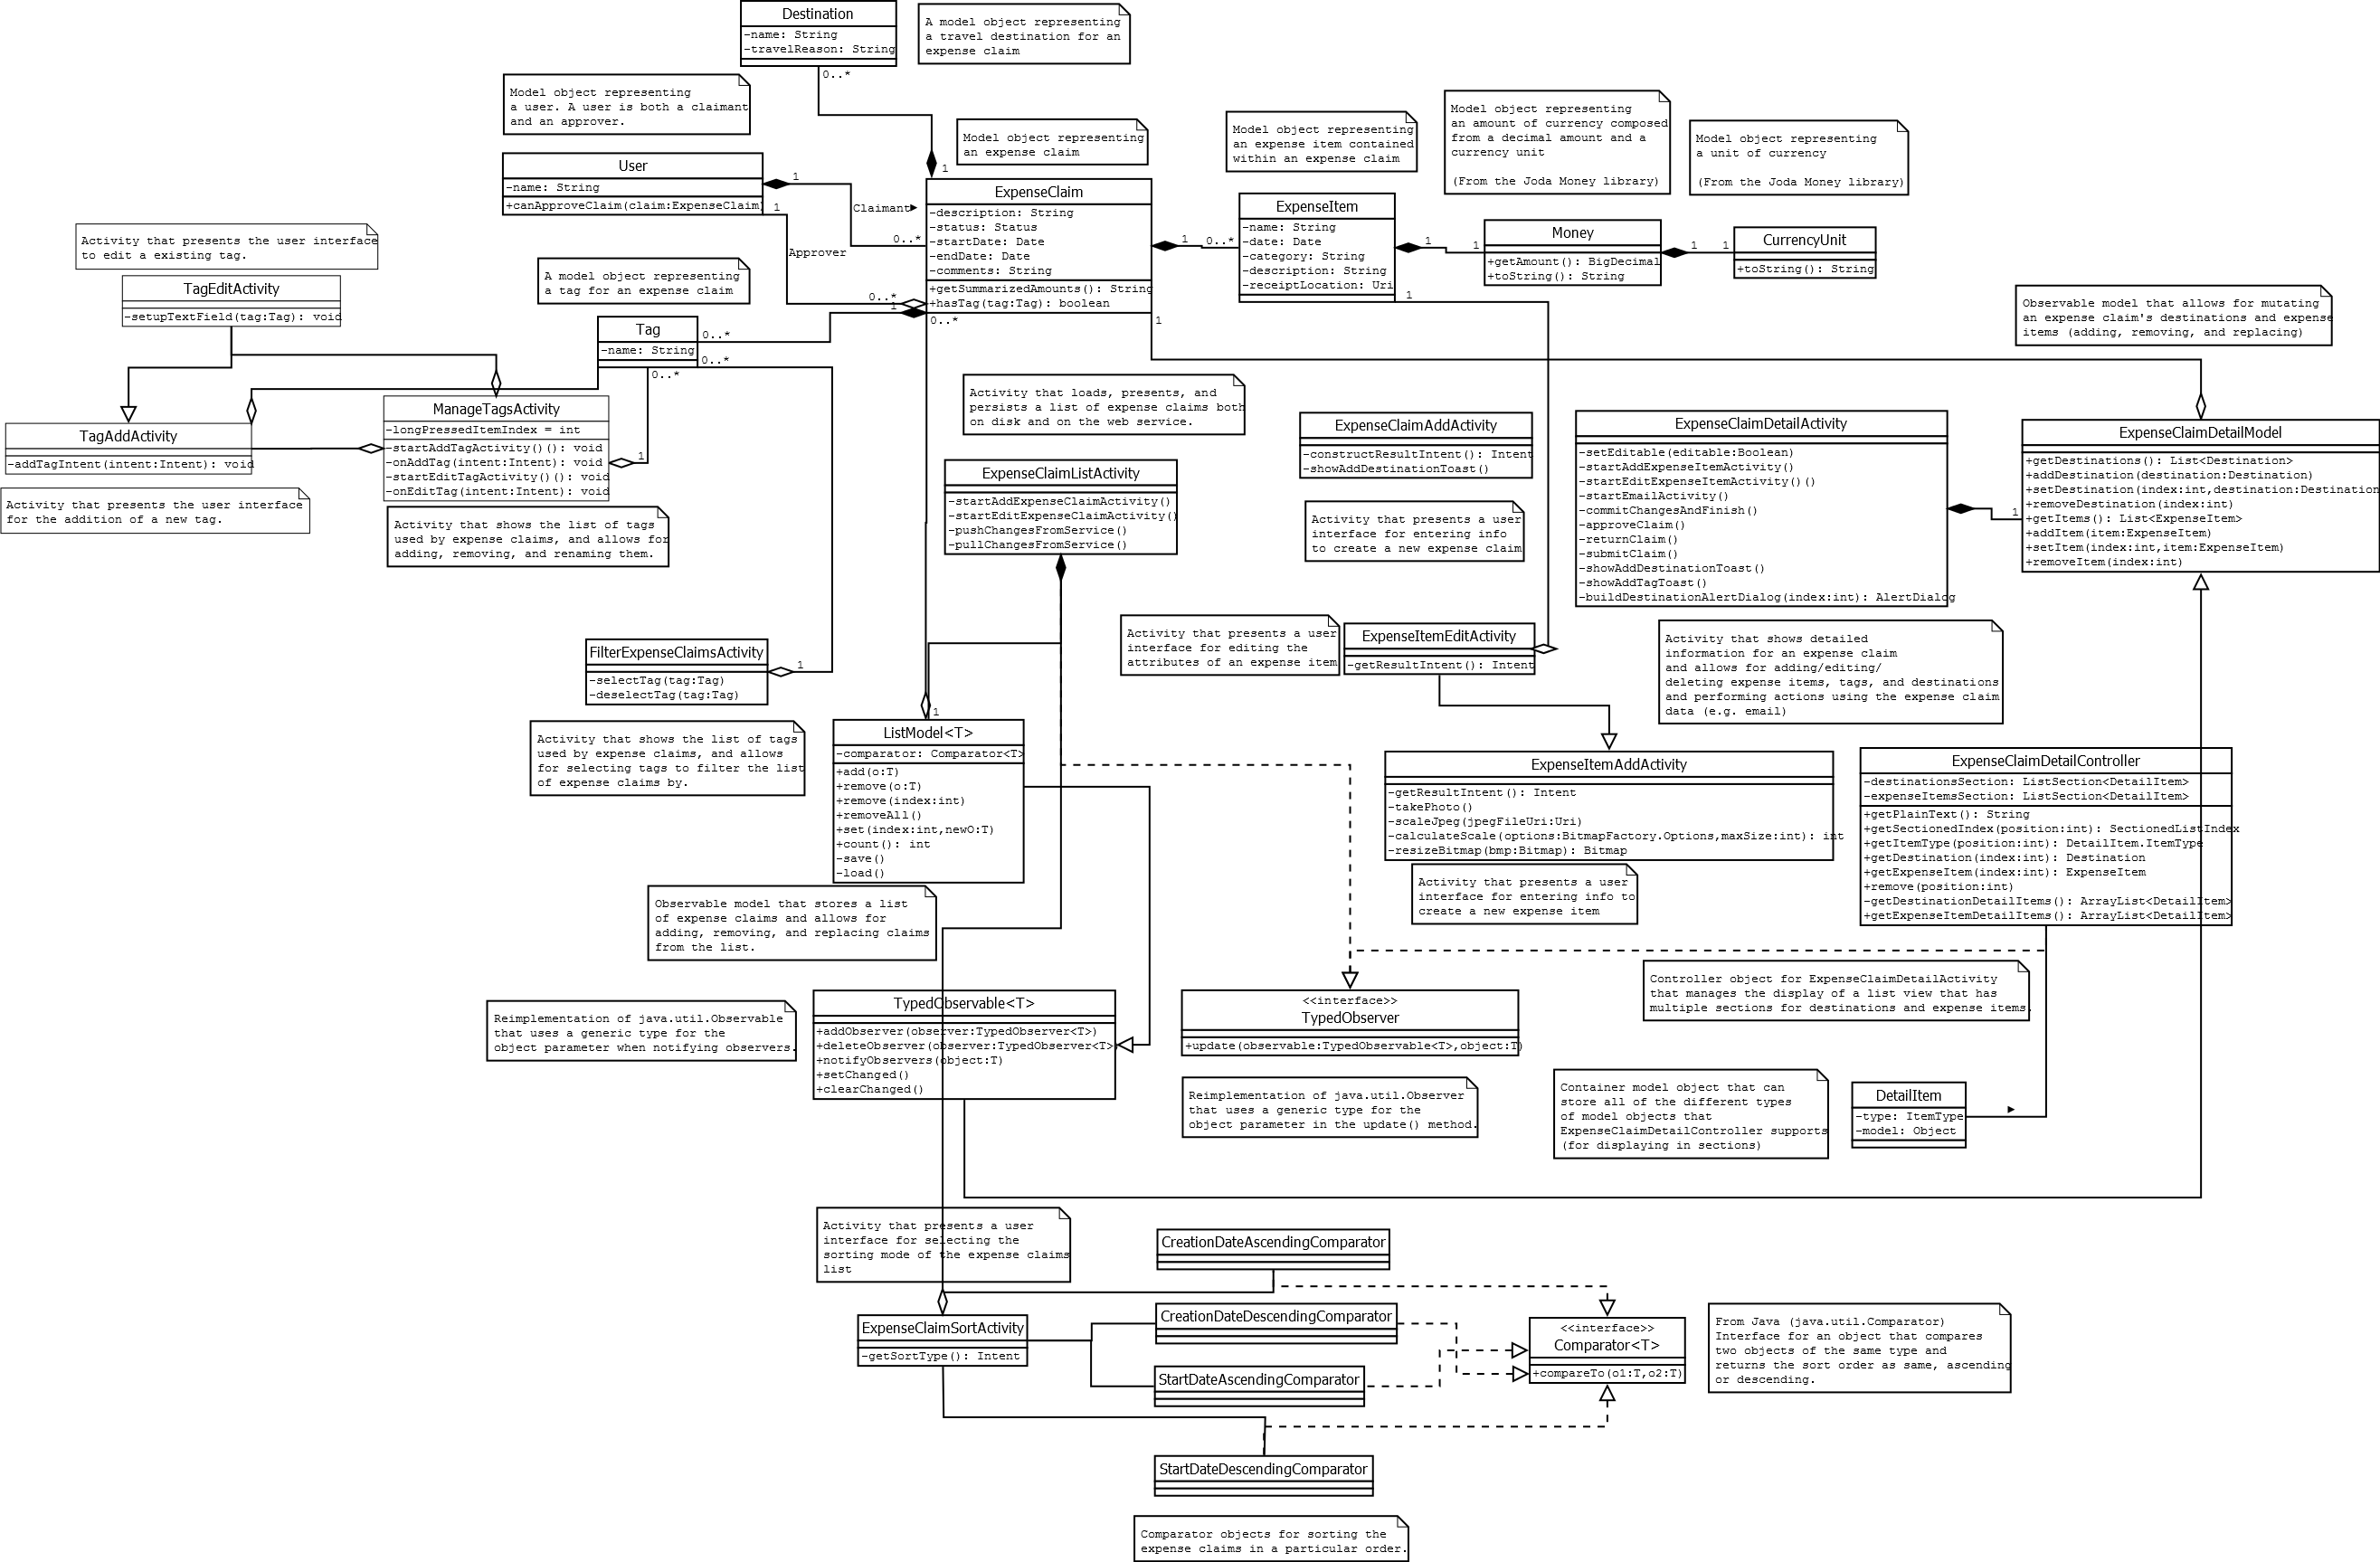 Destination
-name: String
-travelReason: String
0..*
A model object representing
a travel destination for an
expense claim
Model object representing
a user. A user is both a claimant
and an approver.
Model object representing
an expense claim
1
Model object representing
an expense item contained
within an expense claim
Model object representing
an amount of currency composed
from a decimal amount and a
currency unit
(From the Joda Money library)
Model object representing
a unit of currency
(From the Joda Money library)
User
-name: String
+canApproveClaim(claim:ExpenseClaim)
1
1
Claimant
0..*
Approver
0..*
1
ExpenseClaim
-description: String
-status: Status
-startDate: Date
-endDate: Date
-comments: String
+getSummarizedAmounts(): String
+hasTag(tag:Tag): boolean
0..*
1
1
0..*
ExpenseItem
-name: String
-date: Date
-category: String
-description: String
-receiptLocation: Uri
1
1
1
Money
+getAmount(): BigDecimal
+toString(): String
1
1
CurrencyUnit
+toString(): String
Activity that presents the user interface
to edit a existing tag.
TagEditActivity
-setupTextField(tag:Tag): void
A model object representing
a tag for an expense claim
Tag
-name: String
0..*
0..*
0..*
Observable model that allows for mutating
an expense claim's destinations and expense
items (adding, removing, and replacing)
TagAddActivity
-addTagIntent(intent:Intent): void
Activity that presents the user interface
for the addition of a new tag.
ManageTagsActivity
-longPressedItemIndex = int
-startAddTagActivity()(): void
-onAddTag(intent:Intent): void
-startEditTagActivity()(): void
-onEditTag(intent:Intent): void
1
Activity that shows the list of tags
used by expense claims, and allows for
adding, removing, and renaming them.
Activity that loads, presents, and
persists a list of expense claims both
on disk and on the web service.
ExpenseClaimListActivity
-startAddExpenseClaimActivity()
-startEditExpenseClaimActivity()
-pushChangesFromService()
-pullChangesFromService()
ExpenseClaimAddActivity
-constructResultIntent(): Intent
-showAddDestinationToast()
Activity that presents a user
interface for entering info
to create a new expense claim
ExpenseClaimDetailActivity
-setEditable(editable:Boolean)
-startAddExpenseItemActivity()
-startEditExpenseItemActivity()()
-startEmailActivity()
-commitChangesAndFinish()
-approveClaim()
-returnClaim()
-submitClaim()
-showAddDestinationToast()
-showAddTagToast()
-buildDestinationAlertDialog(index:int): AlertDialog
1
ExpenseClaimDetailModel
+getDestinations(): List<Destination>
+addDestination(destination:Destination)
+setDestination(index:int,destination:Destination
+removeDestination(index:int)
+getItems(): List<ExpenseItem>
+addItem(item:ExpenseItem)
+setItem(index:int,item:ExpenseItem)
+removeItem(index:int)
FilterExpenseClaimsActivity
-selectTag(tag:Tag)
-deselectTag(tag:Tag)
1
Activity that shows the list of tags
used by expense claims, and allows
for selecting tags to filter the list
of expense claims by.
Activity that presents a user
interface for editing the
attributes of an expense item
ExpenseItemEditActivity
-getResultIntent(): Intent
Activity that shows detailed
information for an expense claim
and allows for adding/editing/
deleting expense items, tags, and destinations
and performing actions using the expense claim
data (e.g. email)
1
ListModel<T>
-comparator: Comparator<T>
+add(o:T)
+remove(o:T)
+remove(index:int)
+removeAll()
+set(index:int,newO:T)
+count(): int
-save()
-load()
Observable model that stores a list
of expense claims and allows for
adding, removing, and replacing claims
from the list.
ExpenseItemAddActivity
-getResultIntent(): Intent
-takePhoto()
-scaleJpeg(jpegFileUri:Uri)
-calculateScale(options:BitmapFactory.Options,maxSize:int): int
-resizeBitmap(bmp:Bitmap): Bitmap
Activity that presents a user
interface for entering info to
create a new expense item
ExpenseClaimDetailController
-destinationsSection: ListSection<DetailItem>
-expenseItemsSection: ListSection<DetailItem>
+getPlainText(): String
+getSectionedIndex(position:int): SectionedListIndex
+getItemType(position:int): DetailItem.ItemType
+getDestination(index:int): Destination
+getExpenseItem(index:int): ExpenseItem
+remove(position:int)
-getDestinationDetailItems(): ArrayList<DetailItem>
+getExpenseItemDetailItems(): ArrayList<DetailItem>
Controller object for ExpenseClaimDetailActivity
that manages the display of a list view that has
multiple sections for destinations and expense items.
Reimplementation of java.util.Observable
that uses a generic type for the
object parameter when notifying observers.
TypedObservable<T>
+addObserver(observer:TypedObserver<T>)
+deleteObserver(observer:TypedObserver<T>)
+notifyObservers(object:T)
+setChanged()
+clearChanged()
<<interface>>
TypedObserver
+update(observable:TypedObservable<T>,object:T)
Reimplementation of java.util.Observer
that uses a generic type for the
object parameter in the update() method.
Container model object that can
store all of the different types
of model objects that
ExpenseClaimDetailController supports
(for displaying in sections)
DetailItem
-type: ItemType
-model: Object
Activity that presents a user
interface for selecting the
sorting mode of the expense claims
list
CreationDateAscendingComparator
ExpenseClaimSortActivity
-getSortType(): Intent
CreationDateDescendingComparator
StartDateAscendingComparator
<<interface>>
Comparator<T>
+compareTo(o1:T,o2:T)
From Java (java.util.Comparator)
Interface for an object that compares
two objects of the same type and
returns the sort order as same, ascending
or descending.
StartDateDescendingComparator
Comparator objects for sorting the
expense claims in a particular order.